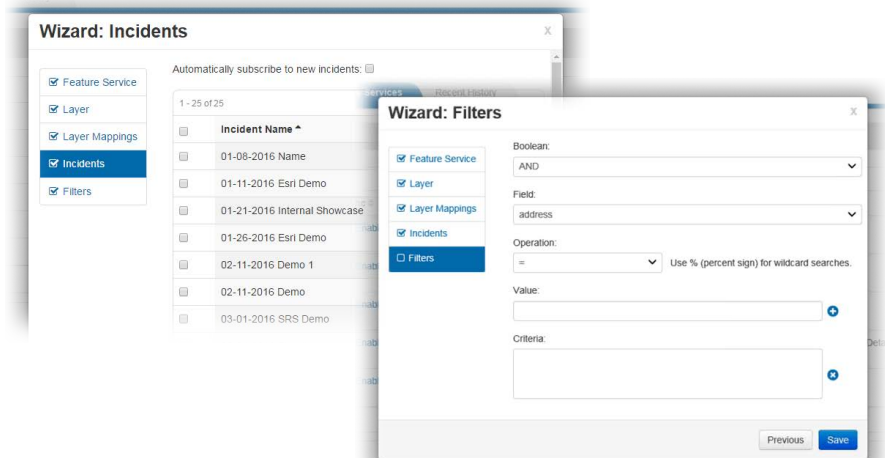 Wizard: Incidents
x
Feature Service
Layer
Layer Mappings
Incidents
Filters
Automatically subscribe to new incidents:
1 - 25 of 25
Incident Name
01-08-2016 Name
01-11-2016 Esri Demo
01-21-2016 Internal Showcase
01-26-2016 Esri Demo
02-11-2016 Demo 1
02-11-2016 Demo
03-01-2016 SRS Demo
Recent History
Wizard: Filters
x
Feature Service
Layer
Layer Mappings
Incidents
Filters
Boolean:
AND
Field:
address
Operation:
=
Use % (percent sign) for wildcard searches.
Value:
Criteria:
Previous
Save